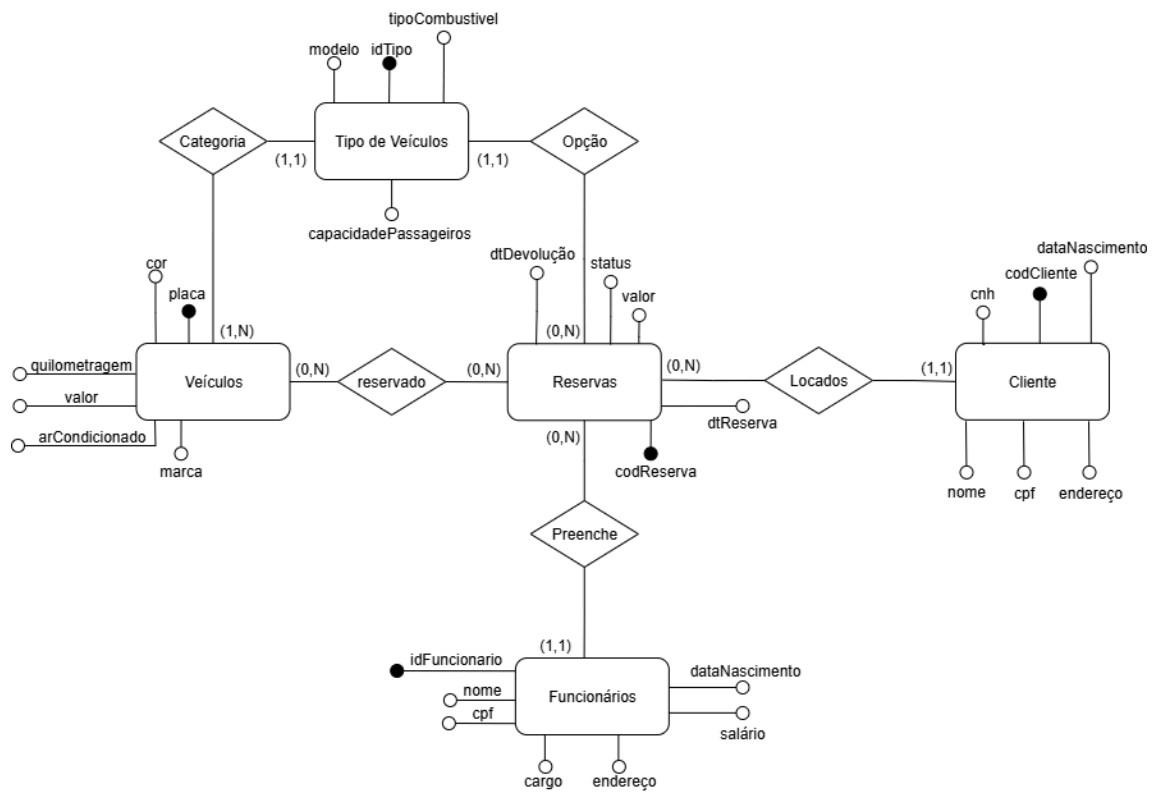 tipoCombustivel
modelo
idTipo
Categoria
Tipo de Veículos
Opção
(1,1)
(1,1)
capacidadePassageiros
dtDevolução
status
valor
cor
placa
dataNascimento
codCliente
cnh
(1,N)
(0,N)
quilometragem
Veículos
(0,N)
reservado
(0,N)
Reservas
(0,N)
Locados
(1,1)
Cliente
valor
arCondicionado
marca
dtReserva
(0,N)
codReserva
nome
cpf
endereço
Preenche
(1,1)
idFuncionario
nome
cpf
Funcionários
dataNascimento
salário
cargo
endereço